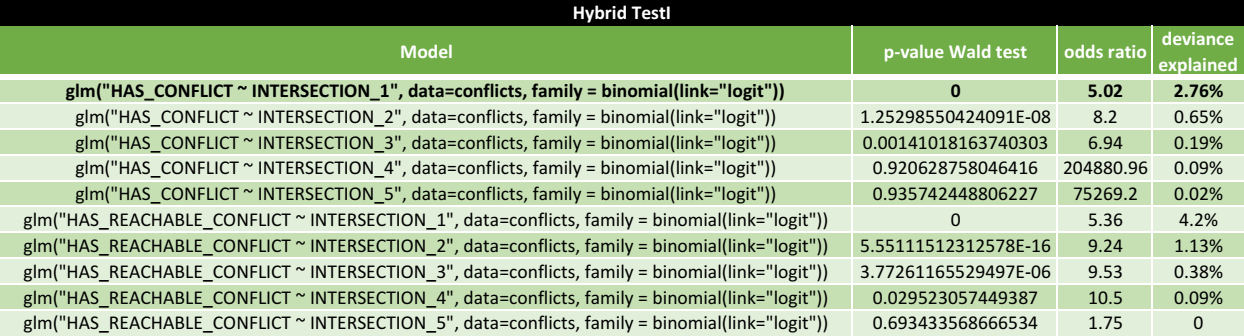 Hybrid TestI
Model p-value Wald test odds ratio deviance explained
glm("HAS_CONFLICT ~ INTERSECTION_1", data=conflicts, family = binomial(link="logit")) 0 5.02 2.76%
glm("HAS_CONFLICT ~ INTERSECTION_2", data=conflicts, family = binomial(link="logit")) 1.25298550424091E-08 8.2 0.65%
glm("HAS_CONFLICT ~ INTERSECTION_3", data=conflicts, family = binomial(link="logit")) 0.00141018163740303 6.94 0.19%
glm("HAS_CONFLICT ~ INTERSECTION_4", data=conflicts, family = binomial(link="logit")) 0.920628758046416 204880.96 0.09%
glm("HAS_CONFLICT ~ INTERSECTION_5", data=conflicts, family = binomial(link="logit")) 0.935742448806227 75269.2 0.02%
glm("HAS_REACHABLE_CONFLICT ~ INTERSECTION_1", data=conflicts, family = binomial(link="logit")) 0 5.36 4.2%
glm("HAS_REACHABLE_CONFLICT ~ INTERSECTION_2", data=conflicts, family = binomial(link="logit")) 5.55111512312578E-16 9.24 1.13%
glm("HAS_REACHABLE_CONFLICT ~ INTERSECTION_3", data=conflicts, family = binomial(link="logit")) 3.77261165529497E-06 9.53 0.38%
glm("HAS_REACHABLE_CONFLICT ~ INTERSECTION_4", data=conflicts, family = binomial(link="logit")) 0.029523057449387 10.5 0.09%
glm("HAS_REACHABLE_CONFLICT ~ INTERSECTION_5", data=conflicts, family = binomial(link="logit")) 0.693433568666534 1.75 0